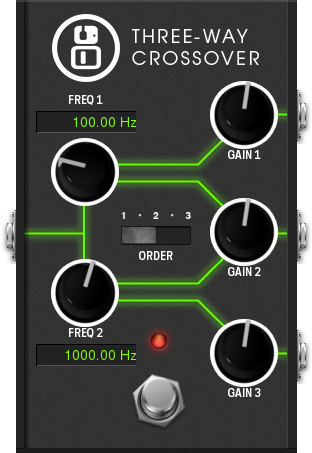 THREE-WAY
CROSSOVER
FREQ 1
100.00 Hz
GAIN 1
1 · 2 · 3
ORDER
GAIN 2
FREQ 2
1000.00 Hz
GAIN 3